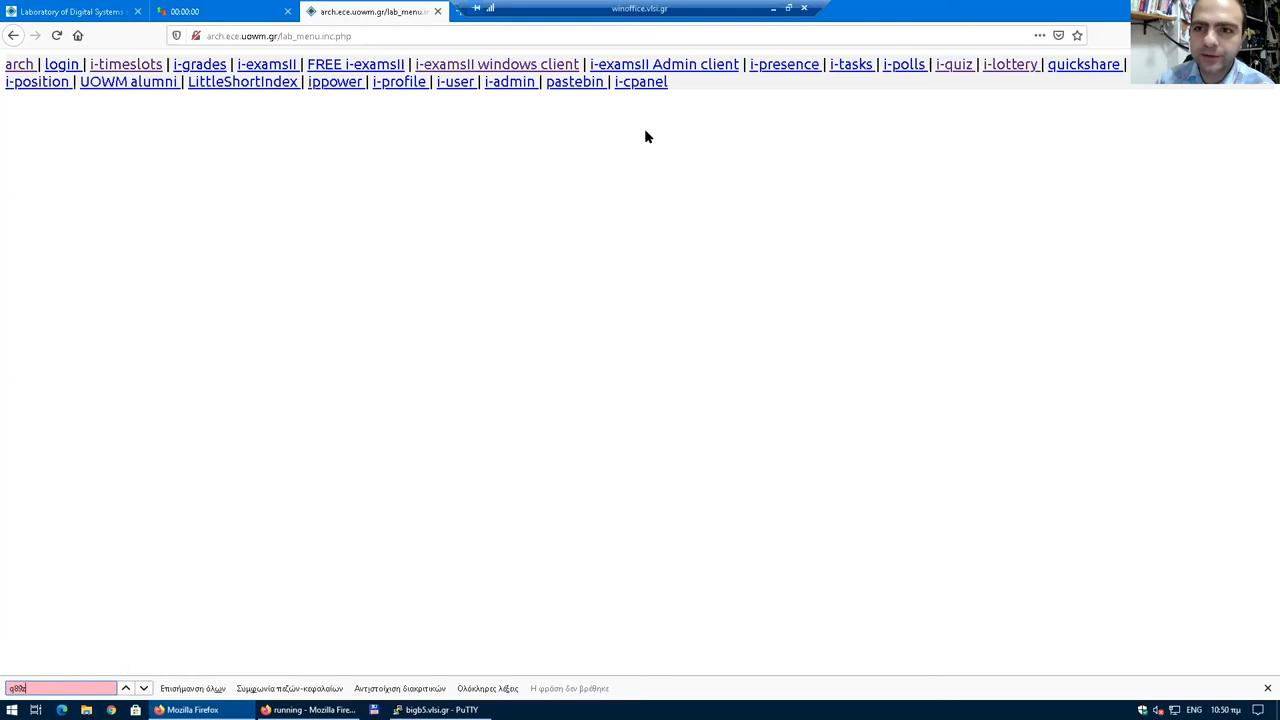 Laboratory of Digital Systems
00:00:00
arch.ece.uowm.gr/lab_menu.in
winoffice.vlsi.gr
arch.ece.uowm.gr/lab_menu.inc.php
arch | login | i-timeslots | i-grades | i-examsII | FREE i-examsII | i-examsII windows client | i-examsII Admin client | i-presence | i-tasks | i-polls | i-quiz | i-lottery | quickshare |
i-position | UOWM alumni | LittleShortIndex | ippower | i-profile | i-user | i-admin | pastebin | i-cpanel
q89z Επισήμανση όλων Συμφωνία πεζών-κεφαλαίων Αντιστοίχιση διακριτικών Ολόκληρες λέξεις Η φράση δεν βρέθηκε
Mozilla Firefox running - Mozilla Fire... bigb5.vlsi.gr - PuTTY ENG 10:50 πμ